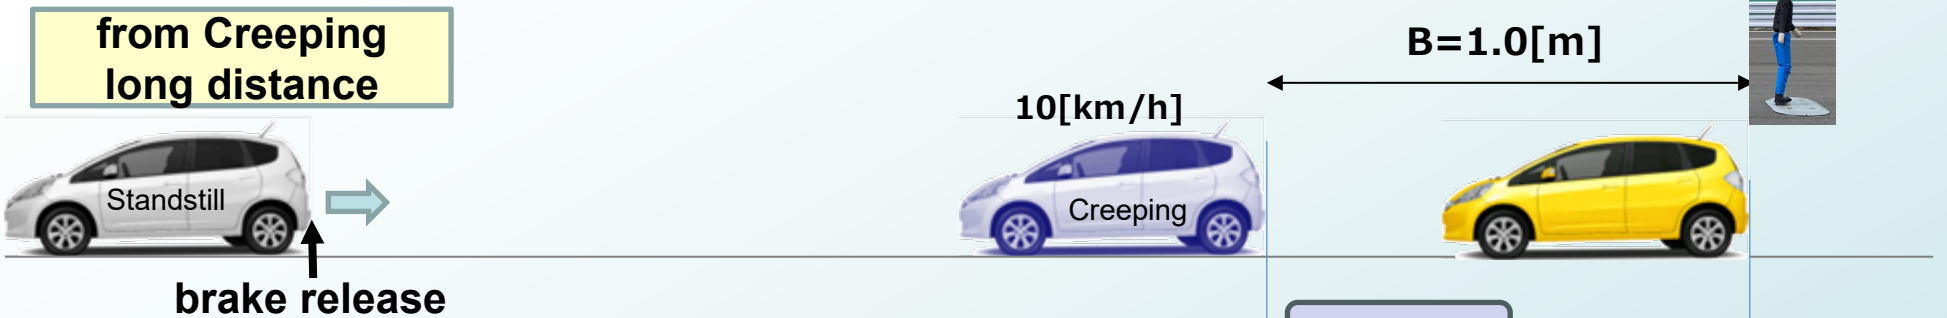 from Creeping
long distance
B=1.0[m]
10[km/h]
Standstill
Creeping
brake release